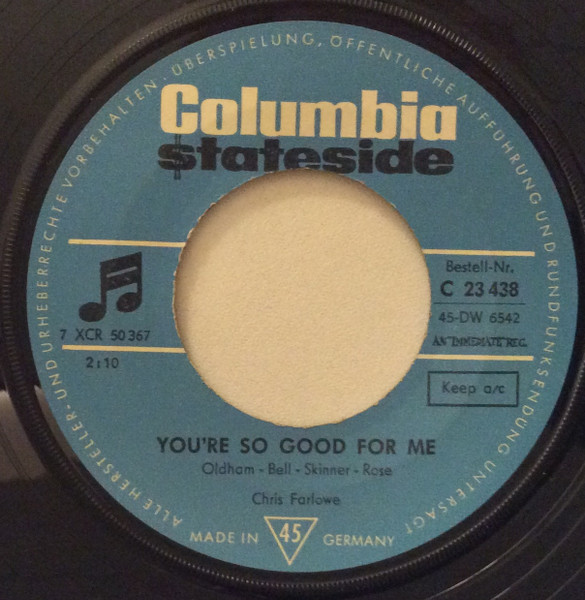 ALLE HERSTELLER- UND URHEBERRECHTE VORBEHALTEN · ÜBERSPIELUNG, ÖFFENTLICHE AUFFÜHRUNG UND RUNDFUNKSENDUNG UNTERSAGT
Columbia
stateside
Bestell-Nr.
C 23 438
45-DW 6542
AN IMMEDIATE REC.
7 XCR 50367
2:10
Keep a/c
YOU'RE SO GOOD FOR ME
Oldham - Bell - Skinner - Rose
Chris Farlowe
MADE IN 45 GERMANY